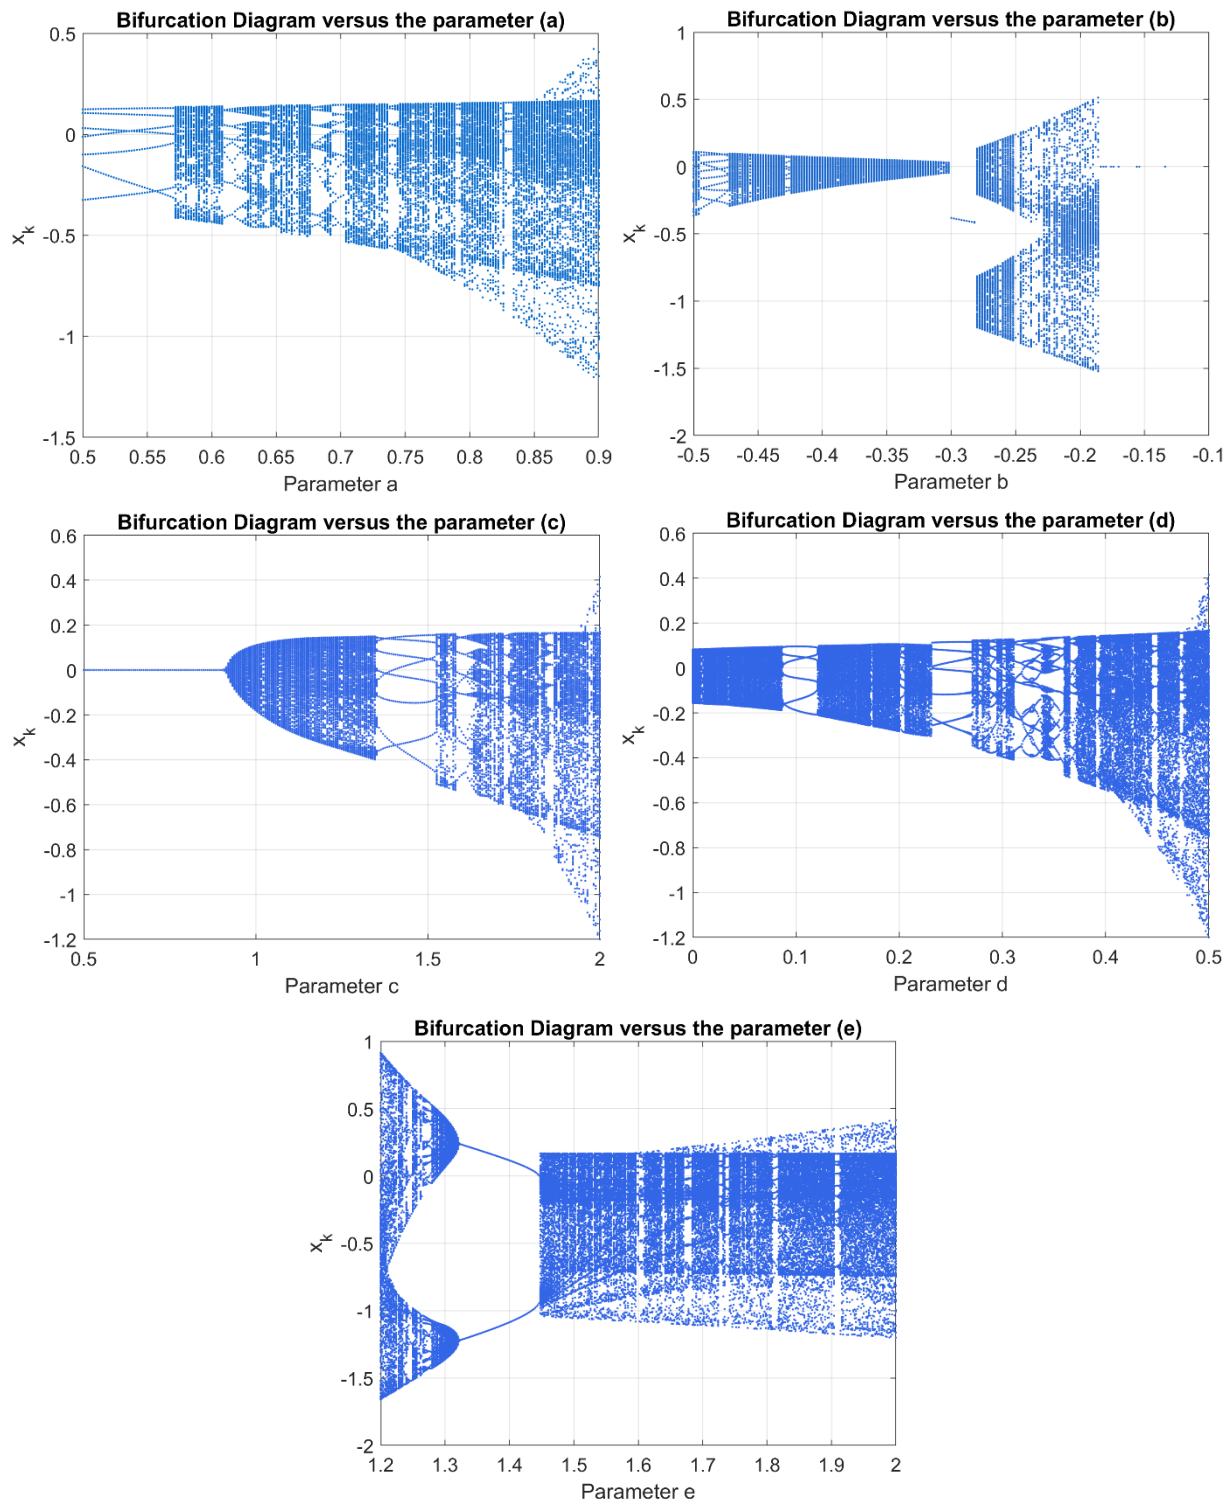 Bifurcation Diagram versus the parameter (a)
0.5
0
-0.5
-1
-1.5
x_k
0.5 0.55 0.6 0.65 0.7 0.75 0.8 0.85 0.9
Parameter a
Bifurcation Diagram versus the parameter (b)
1
0.5
0
-0.5
-1
-1.5
-2
x_k
-0.5 -0.45 -0.4 -0.35 -0.3 -0.25 -0.2 -0.15 -0.1
Parameter b
Bifurcation Diagram versus the parameter (c)
0.6
0.4
0.2
0
-0.2
-0.4
-0.6
-0.8
-1
-1.2
x_k
0.5 1 1.5 2
Parameter c
Bifurcation Diagram versus the parameter (d)
0.6
0.4
0.2
0
-0.2
-0.4
-0.6
-0.8
-1
-1.2
x_k
0 0.1 0.2 0.3 0.4 0.5
Parameter d
Bifurcation Diagram versus the parameter (e)
1
0.5
0
-0.5
-1
-1.5
-2
x_k
1.2 1.3 1.4 1.5 1.6 1.7 1.8 1.9 2
Parameter e